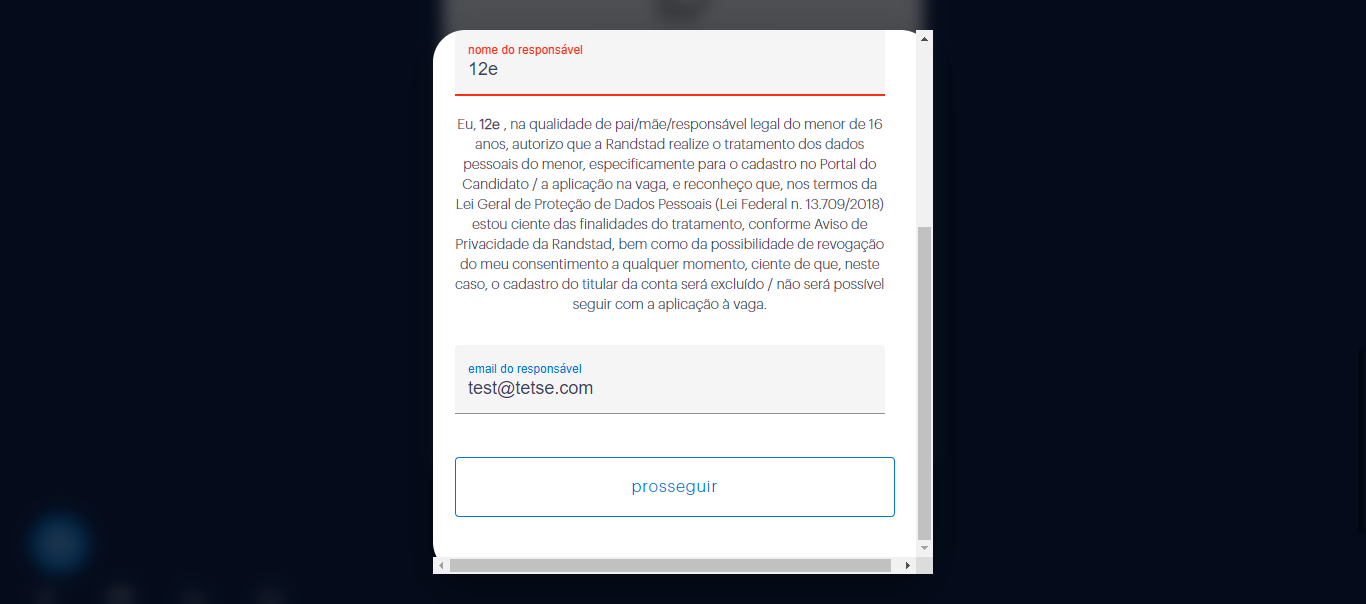 nome do responsável
12e
Eu, 12e , na qualidade de pai/mãe/responsável legal do menor de 16
anos, autorizo que a Randstad realize o tratamento dos dados
pessoais do menor, especificamente para o cadastro no Portal do
Candidato / a aplicação na vaga, e reconheço que, nos termos da
Lei Geral de Proteção de Dados Pessoais (Lei Federal n. 13.709/2018)
estou ciente das finalidades do tratamento, conforme Aviso de
Privacidade da Randstad, bem como da possibilidade de revogação
do meu consentimento a qualquer momento, ciente de que, neste
caso, o cadastro do titular da conta será excluído / não será possível
seguir com a aplicação à vaga.
email do responsável
test@tetse.com
prosseguir